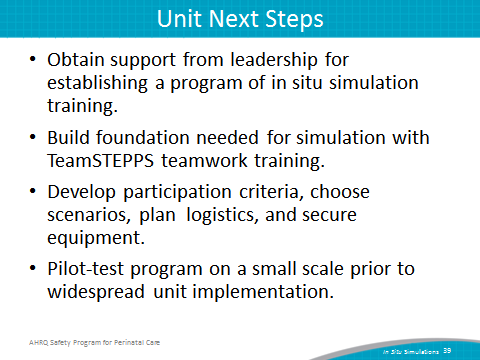 Unit Next Steps
• Obtain support from leadership for
establishing a program of in situ simulation
training.
• Build foundation needed for simulation with
TeamSTEPPS teamwork training.
• Develop participation criteria, choose
scenarios, plan logistics, and secure
equipment.
• Pilot-test program on a small scale prior to
widespread unit implementation.
AHRQ Safety Program for Perinatal Care
In Situ Simulations 39